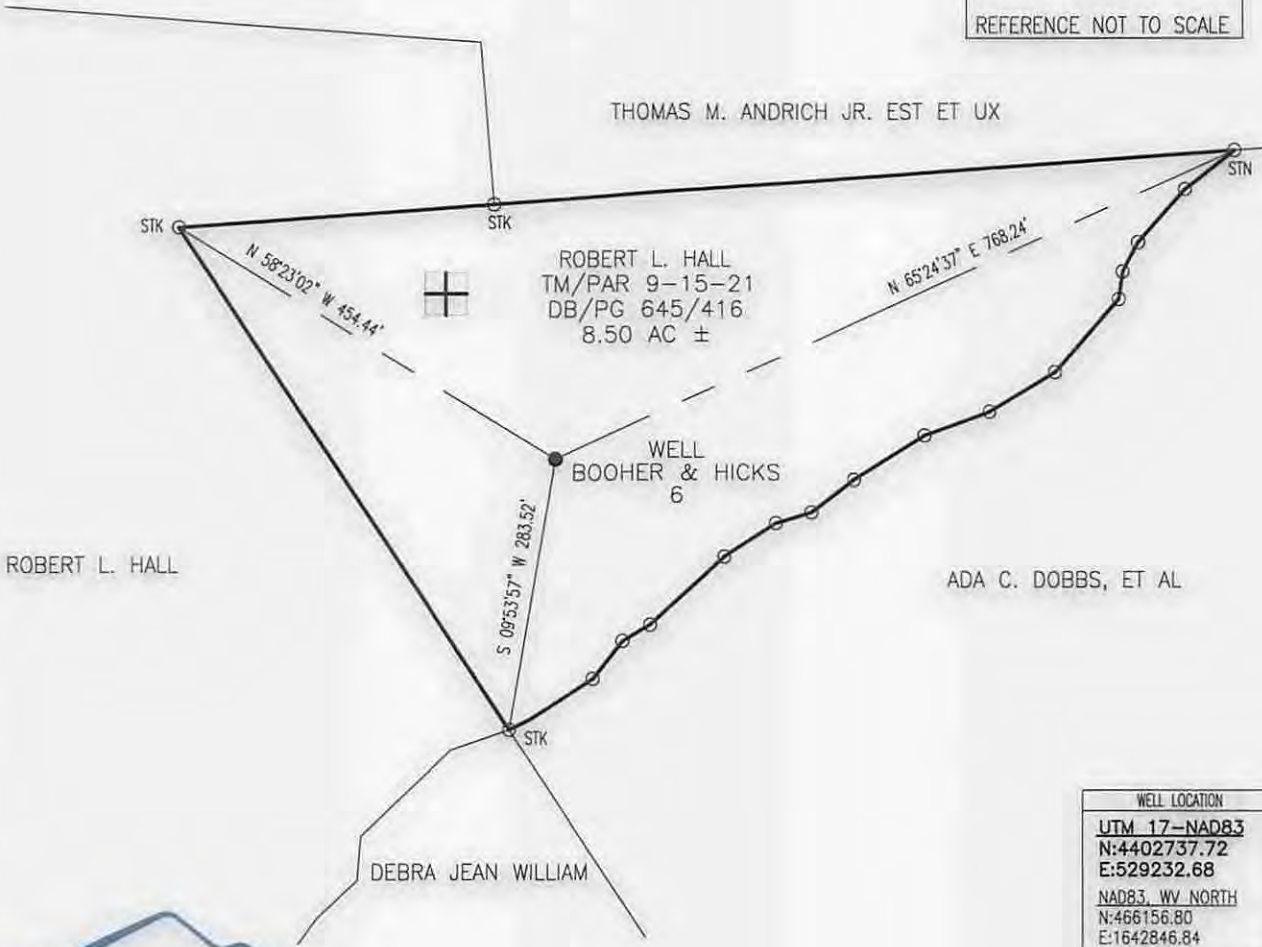 REFERENCE NOT TO SCALE
THOMAS M. ANDRICH JR. EST ET UX
STN
STK
STK
N 58°23'02" W 454.44'
ROBERT L. HALL
TM/PAR 9-15-21
DB/PG 645/416
8.50 AC ±
N 65°24'37" E 768.24'
WELL
BOOHER & HICKS
6
S 09°53'57" W 283.52'
ROBERT L. HALL
ADA C. DOBBS, ET AL
STK
DEBRA JEAN WILLIAM
WELL LOCATION
UTM 17-NAD83
N:4402737.72
E:529232.68
NAD83, WV NORTH
N:466156.80
E:1642846.84